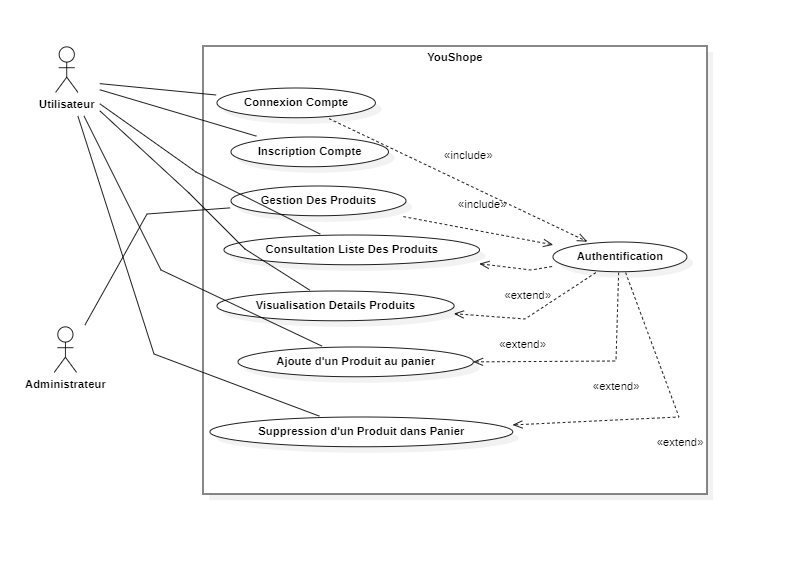 YouShope
Utilisateur
Connexion Compte
Inscription Compte
«include»
Gestion Des Produits
«include»
Consultation Liste Des Produits
Authentification
Visualisation Details Produits
«extend»
Ajoute d'un Produit au panier
«extend»
Administrateur
«extend»
Suppression d'un Produit dans Panier
«extend»